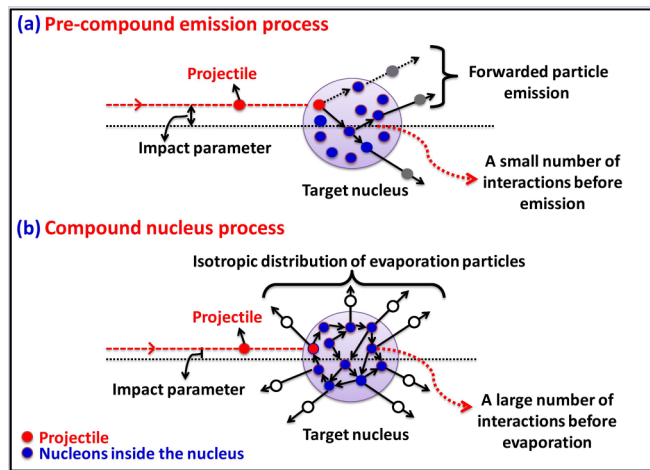 (a) Pre-compound emission process
Projectile
Forwarded particle
emission
Impact parameter
Target nucleus
A small number of
interactions before
emission
(b) Compound nucleus process
Isotropic distribution of evaporation particles
Projectile
Impact parameter
Target nucleus
A large number of
interactions before
evaporation
Projectile
Nucleons inside the nucleus